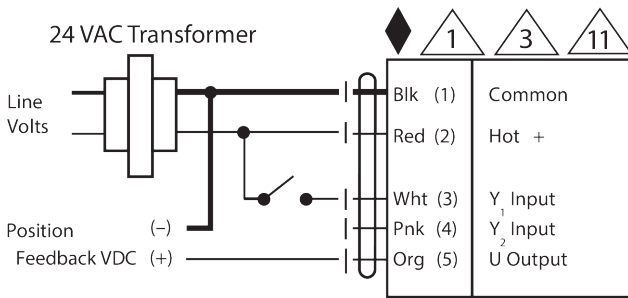 24 VAC Transformer
1 3 11
Line
Volts
Blk (1) Common
Red (2) Hot +
Wht (3) Y1 Input
Pnk (4) Y2 Input
Org (5) U Output
Position (–)
Feedback VDC (+)